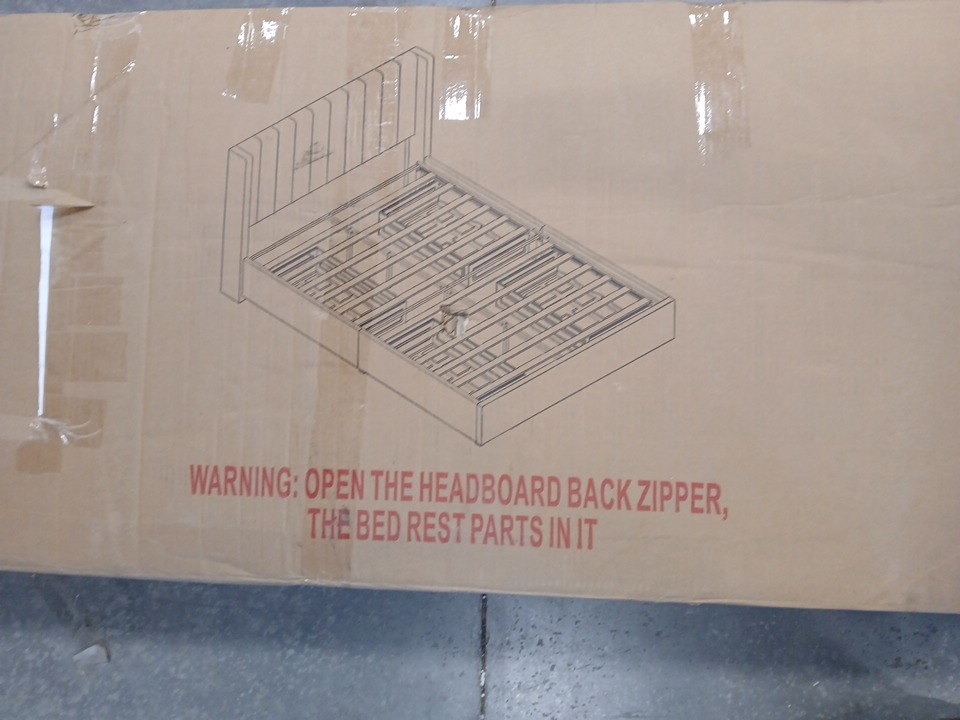 WARNING: OPEN THE HEADBOARD BACK ZIPPER,
THE BED REST PARTS IN IT